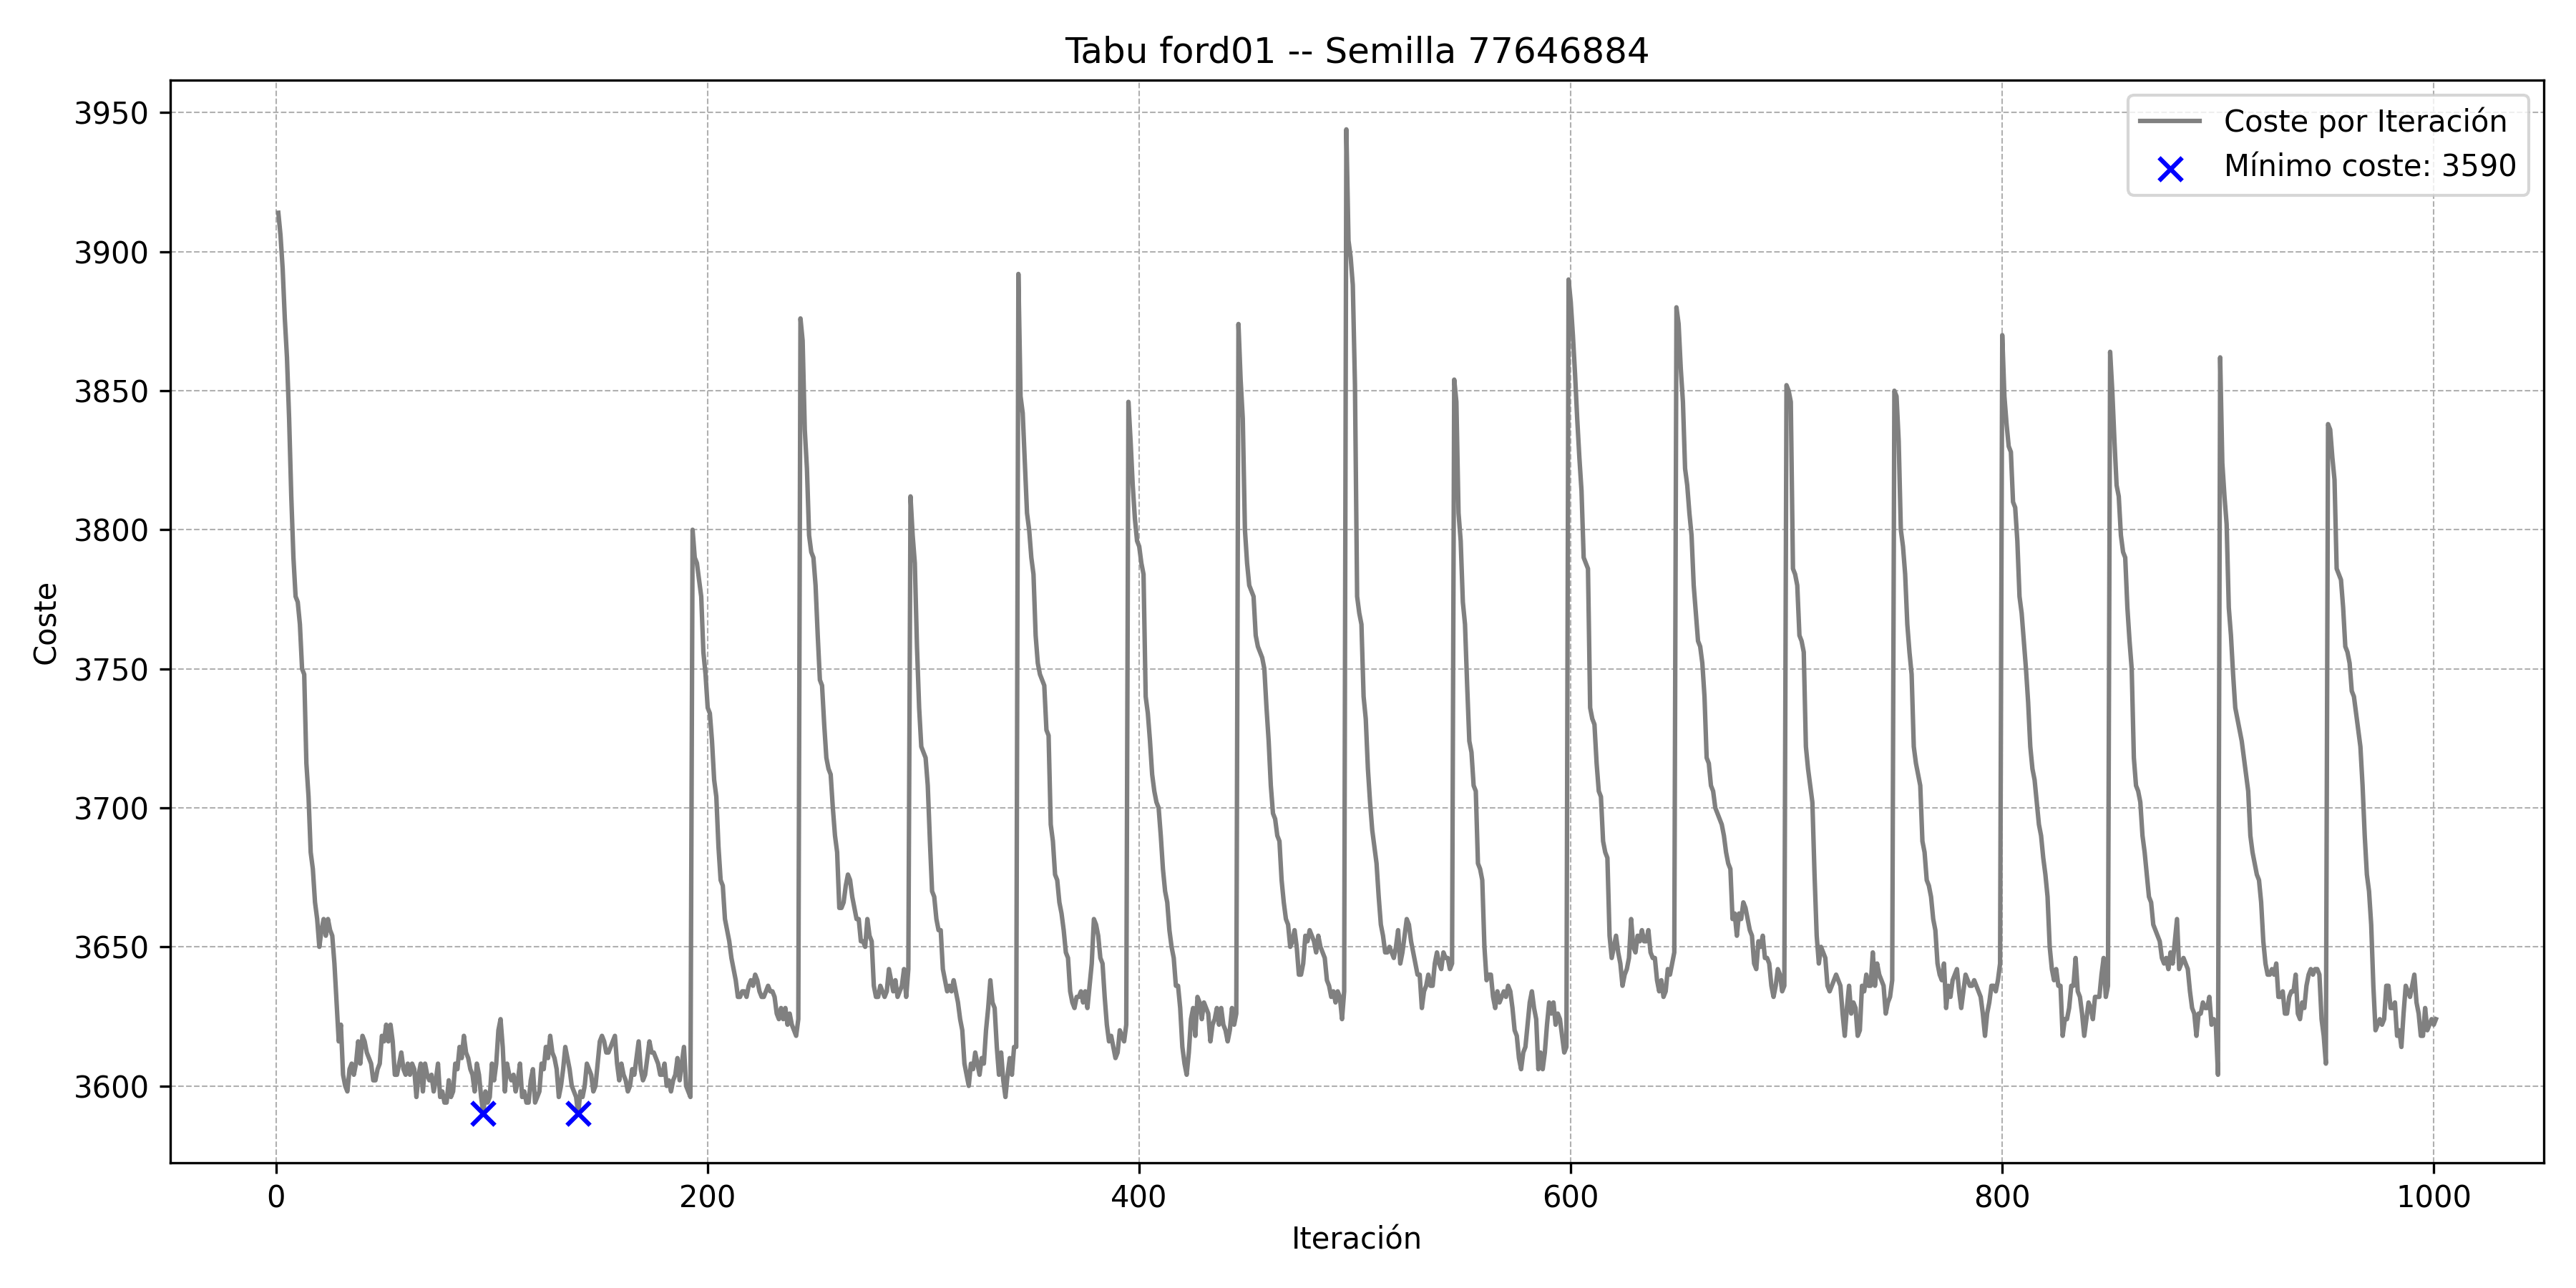 Tabu ford01 -- Semilla 77646884
Coste por Iteración
Mínimo coste: 3590
3950
3900
3850
3800
3750
3700
3650
3600
Coste
0 200 400 600 800 1000
Iteración